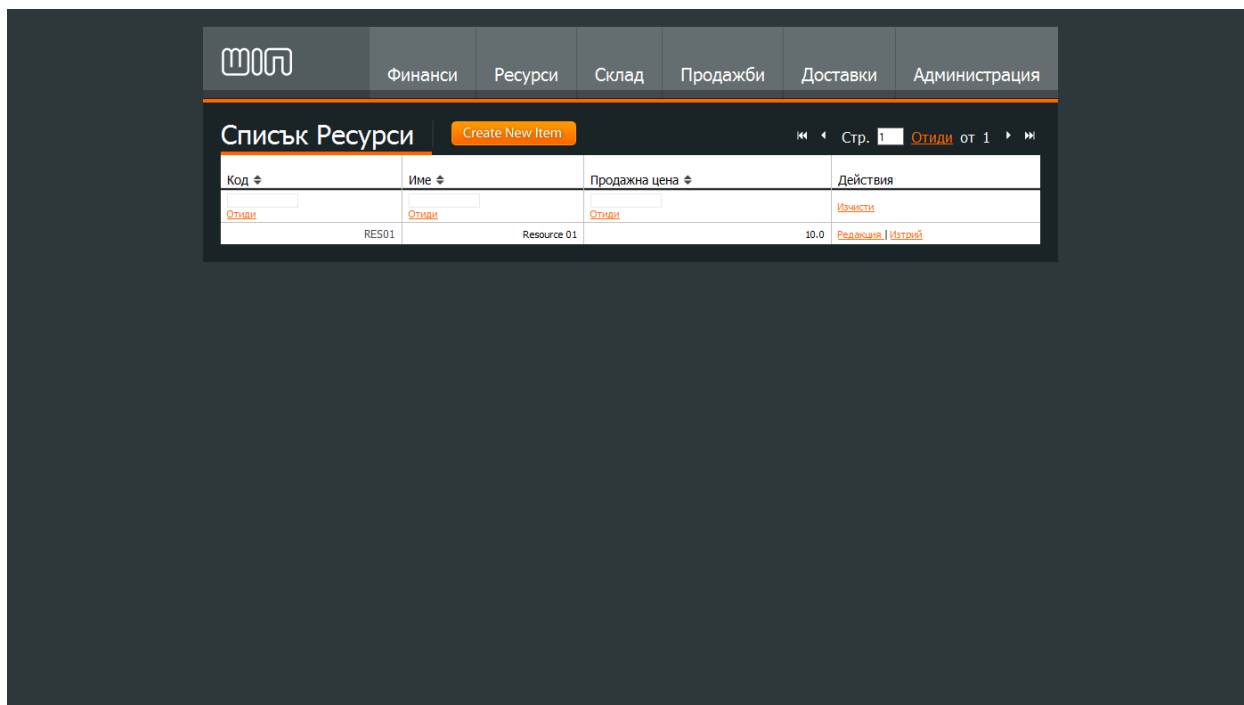 Финанси Ресурси Склад Продажби Доставки Администрация
Списък Ресурси Create New Item Стр. 1 Отиди от 1
Код Име Продажна цена Действия
Отиди Отиди Отиди Изчисти
RES01 Resource 01 10.0 Редакция | Изтрий